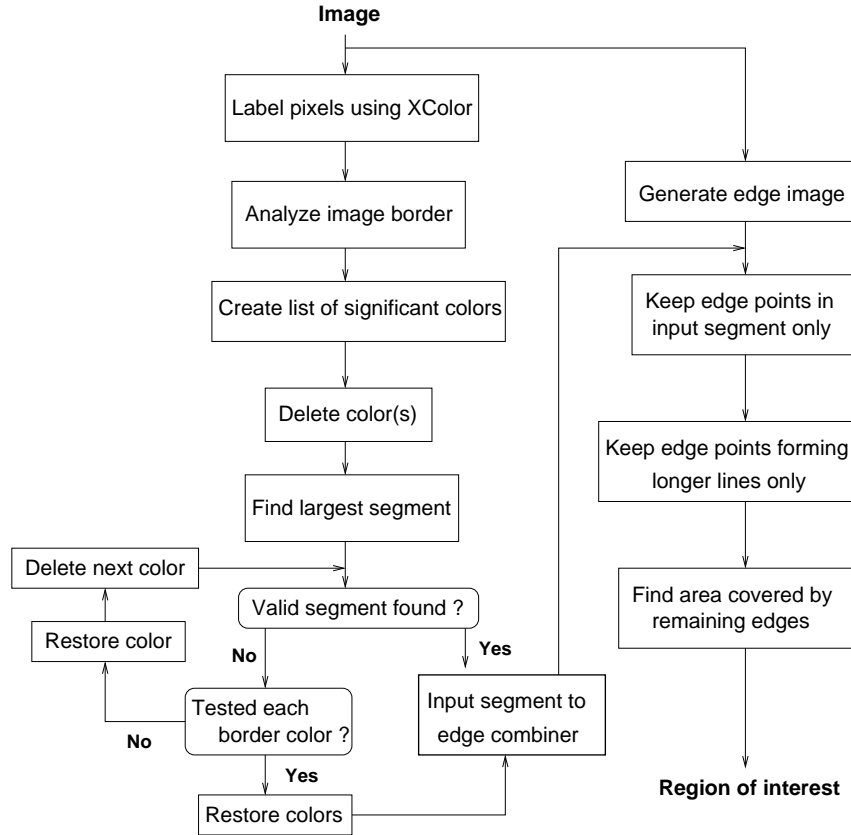 Image
Label pixels using XColor
Analyze image border
Create list of significant colors
Delete color(s)
Find largest segment
Delete next color
Valid segment found ?
Restore color
No
Yes
Tested each
border color ?
No
Yes
Input segment to
edge combiner
Restore colors
Generate edge image
Keep edge points in
input segment only
Keep edge points forming
longer lines only
Find area covered by
remaining edges
Region of interest